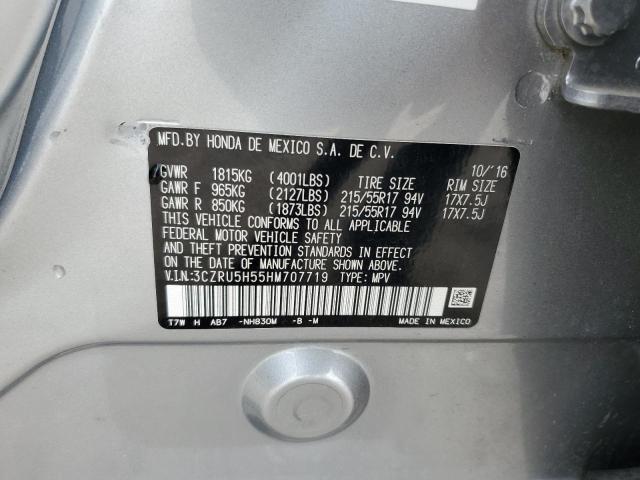 MFD.BY HONDA DE MEXICO S.A. DE C.V.
10/'16
GVWR 1815KG (4001LBS) TIRE SIZE RIM SIZE
GAWR F 965KG (2127LBS) 215/55R17 94V 17X7.5J
GAWR R 850KG (1873LBS) 215/55R17 94V 17X7.5J
THIS VEHICLE CONFORMS TO ALL APPLICABLE
FEDERAL MOTOR VEHICLE SAFETY
AND THEFT PREVENTION STANDARDS IN EFFECT
ON THE DATE OF MANUFACTURE SHOWN ABOVE.
V.I.N.:3CZRU5H55HM707719 TYPE: MPV
T7W H AB7 -NH830M -B -M MADE IN MEXICO